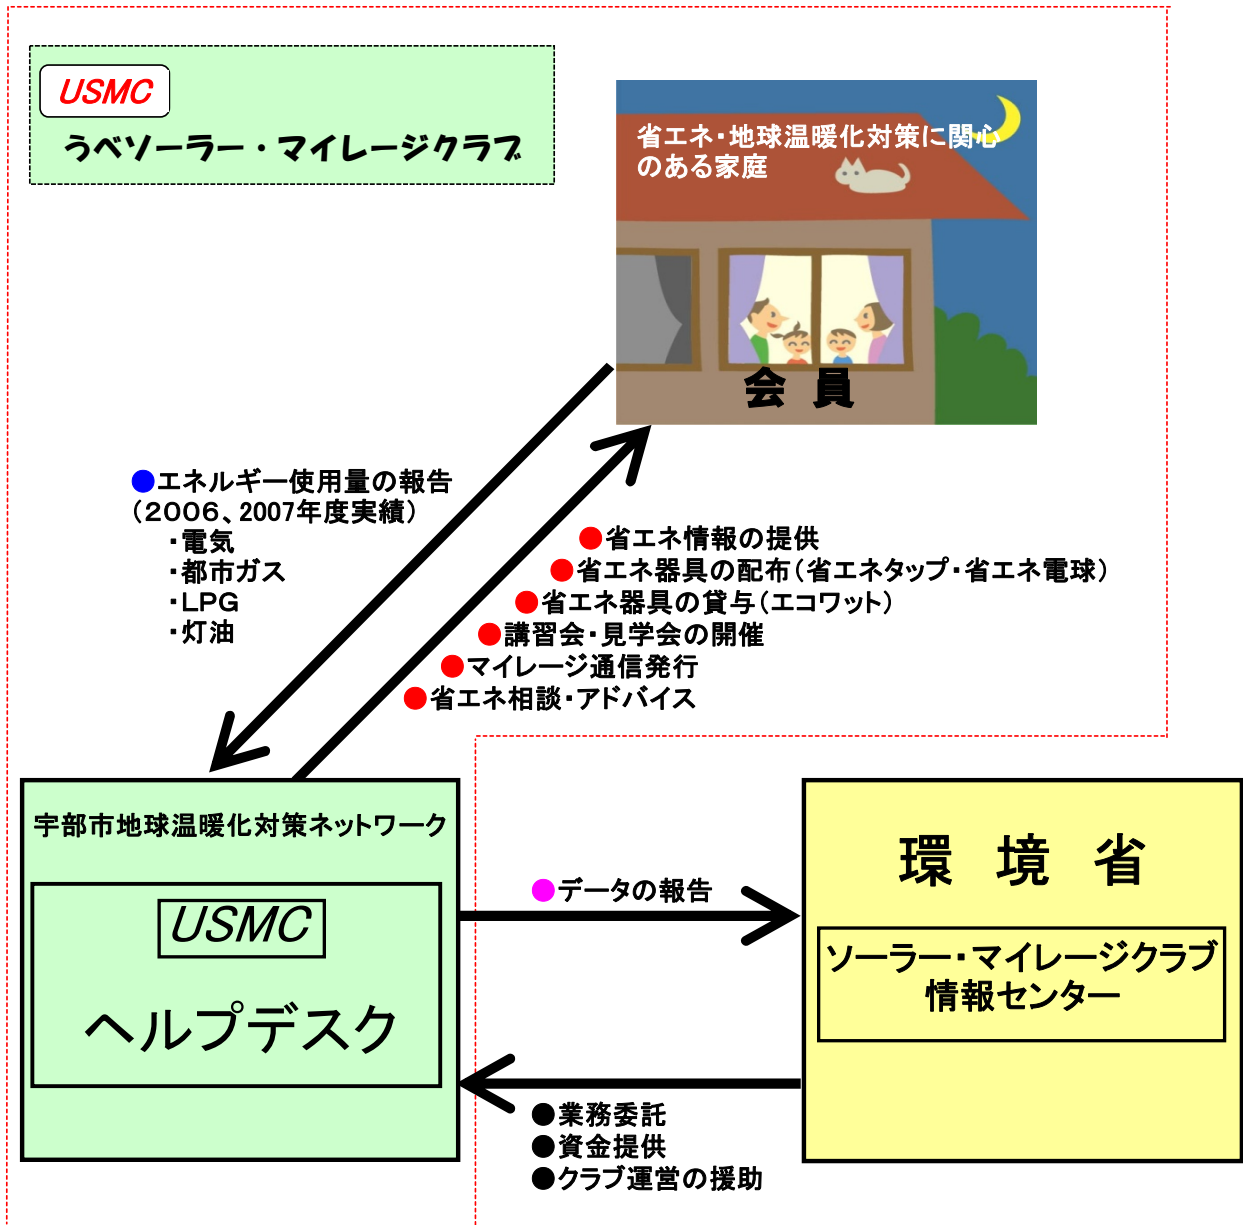 USMC
うべソーラー・マイレージクラブ
省エネ・地球温暖化対策に関心
のある家庭
会 員
●エネルギー使用量の報告
(2006、2007年度実績)
・電気
・都市ガス
・LPG
・灯油
●省エネ情報の提供
●省エネ器具の配布(省エネタップ・省エネ電球)
●省エネ器具の貸与(エコワット)
●講習会・見学会の開催
●マイレージ通信発行
●省エネ相談・アドバイス
宇部市地球温暖化対策ネットワーク
USMC
ヘルプデスク
●データの報告
環 境 省
ソーラー・マイレージクラブ
情報センター
●業務委託
●資金提供
●クラブ運営の援助